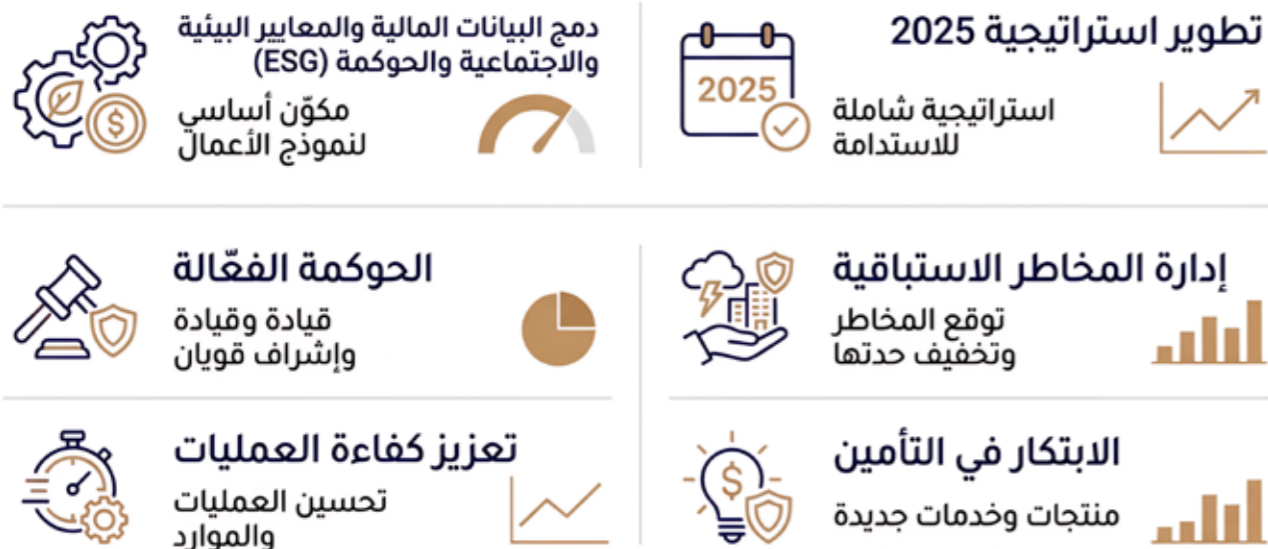 تطوير استراتيجية 2025
2025
استراتيجية شاملة
للاستدامة
دمج البيانات المالية والمعايير البيئية
والاجتماعية والحوكمة (ESG)
$
مكوّن أساسي
لنموذج الأعمال
إدارة المخاطر الاستباقية
توقع المخاطر
وتخفيف حدتها
الحوكمة الفعّالة
قيادة وقيادة
وإشراف قويان
الابتكار في التأمين
$
منتجات وخدمات جديدة
تعزيز كفاءة العمليات
تحسين العمليات
والموارد